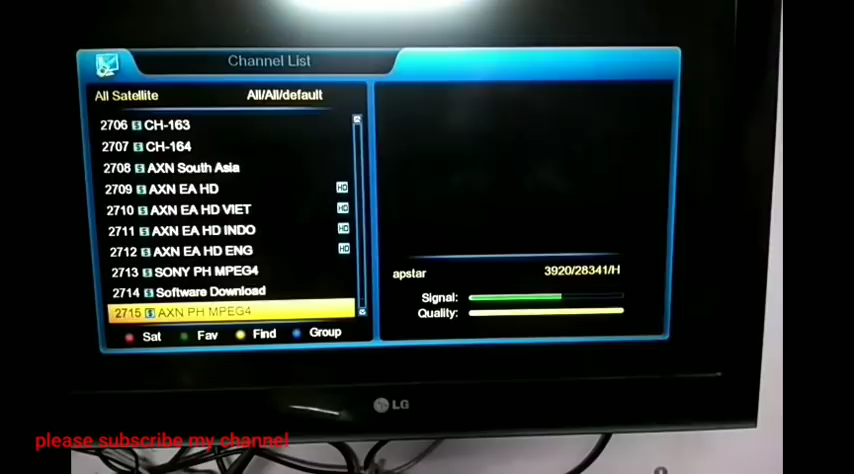 Channel List
All Satellite All/All/default
2706 $ CH-163
2707 $ CH-164
2708 $ AXN South Asia
2709 $ AXN EA HD HD
2710 $ AXN EA HD VIET HD
2711 $ AXN EA HD INDO HD
2712 $ AXN EA HD ENG HD
2713 $ SONY PH MPEG4
2714 $ Software Download
2715 $ AXN PH MPEG4
Sat Fav Find Group
apstar 3920/28341/H
Signal:
Quality:
LG
please subscribe my channel